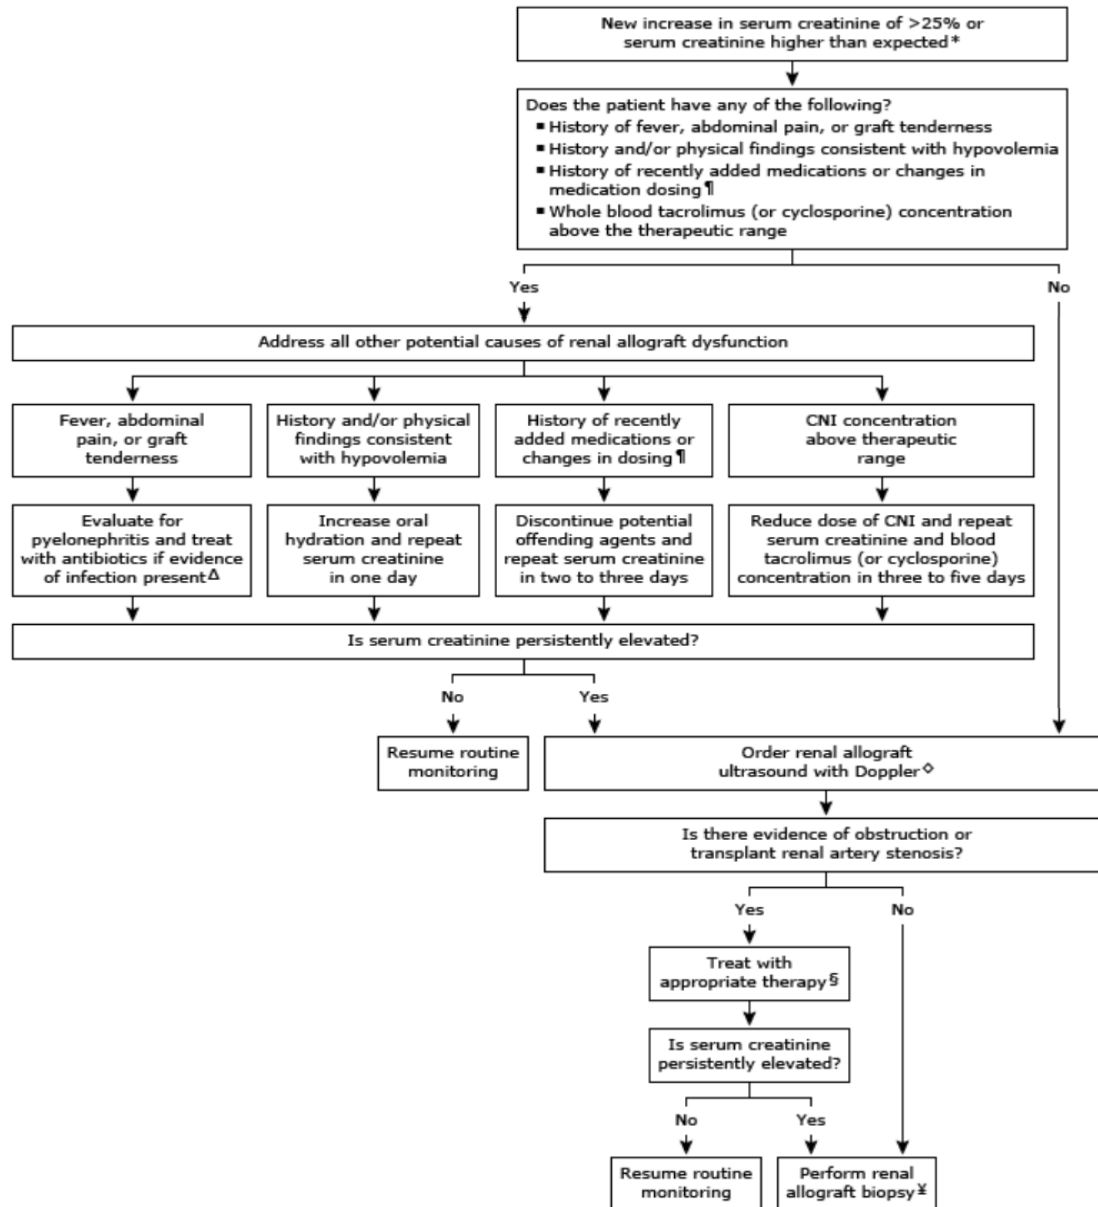 New increase in serum creatinine of >25% or
serum creatinine higher than expected*
Does the patient have any of the following?
▪ History of fever, abdominal pain, or graft tenderness
▪ History and/or physical findings consistent with hypovolemia
▪ History of recently added medications or changes in
medication dosing¶
▪ Whole blood tacrolimus (or cyclosporine) concentration
above the therapeutic range
Yes
No
Address all other potential causes of renal allograft dysfunction
Fever, abdominal
pain, or graft
tenderness
History and/or physical
findings consistent
with hypovolemia
History of recently
added medications or
changes in dosing¶
CNI concentration
above therapeutic
range
Evaluate for
pyelonephritis and treat
with antibiotics if evidence
of infection presentΔ
Increase oral
hydration and repeat
serum creatinine
in one day
Discontinue potential
offending agents and
repeat serum creatinine
in two to three days
Reduce dose of CNI and repeat
serum creatinine and blood
tacrolimus (or cyclosporine)
concentration in three to five days
Is serum creatinine persistently elevated?
No
Yes
Resume routine
monitoring
Order renal allograft
ultrasound with Doppler◇
Is there evidence of obstruction or
transplant renal artery stenosis?
Yes
No
Treat with
appropriate therapy§
Is serum creatinine
persistently elevated?
No
Yes
Resume routine
monitoring
Perform renal
allograft biopsy¥